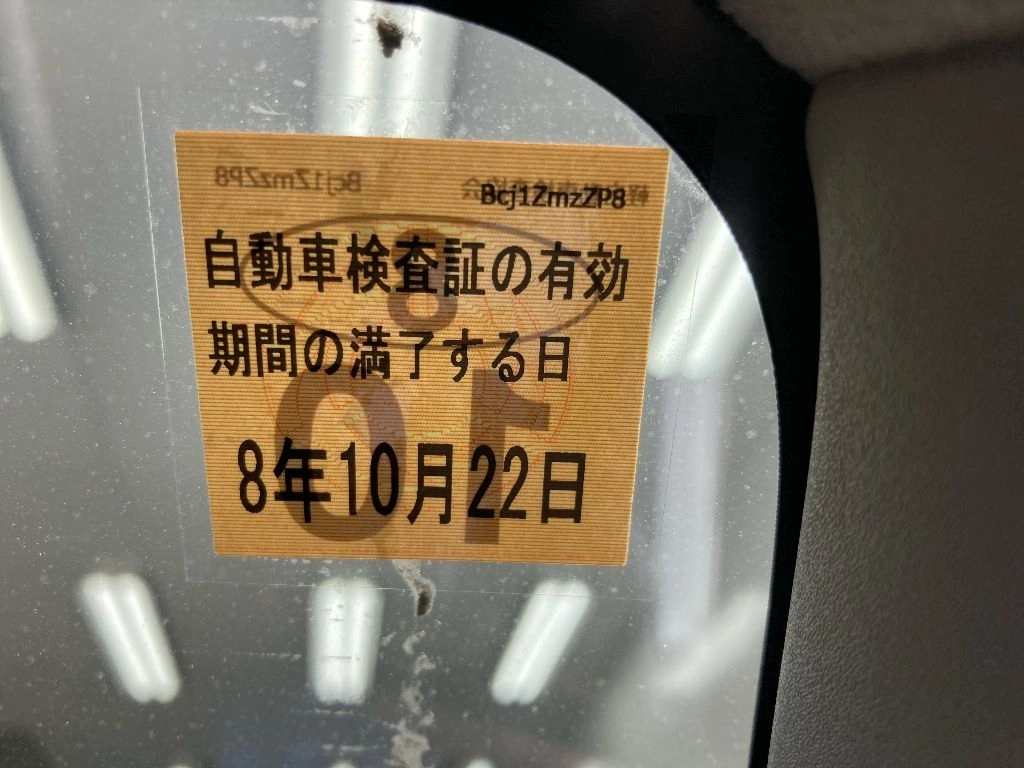 Bcj1ZmzZP8
自動車検査証の有効
期間の満了する日
8年10月22日